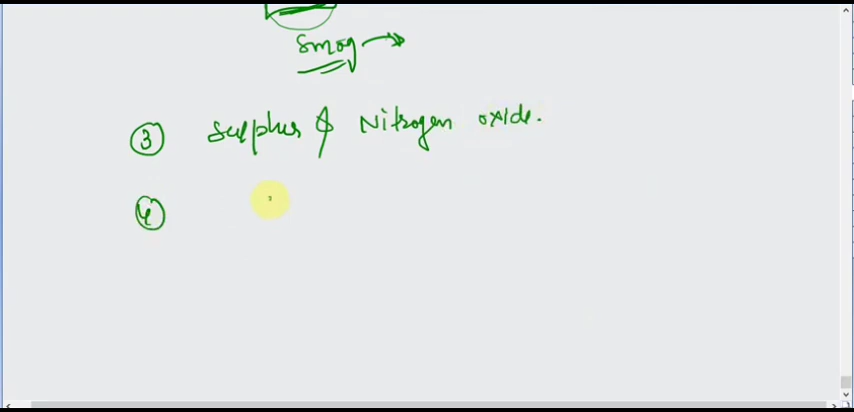 Smog →
③ Sulphur & Nitrogen oxide.
④